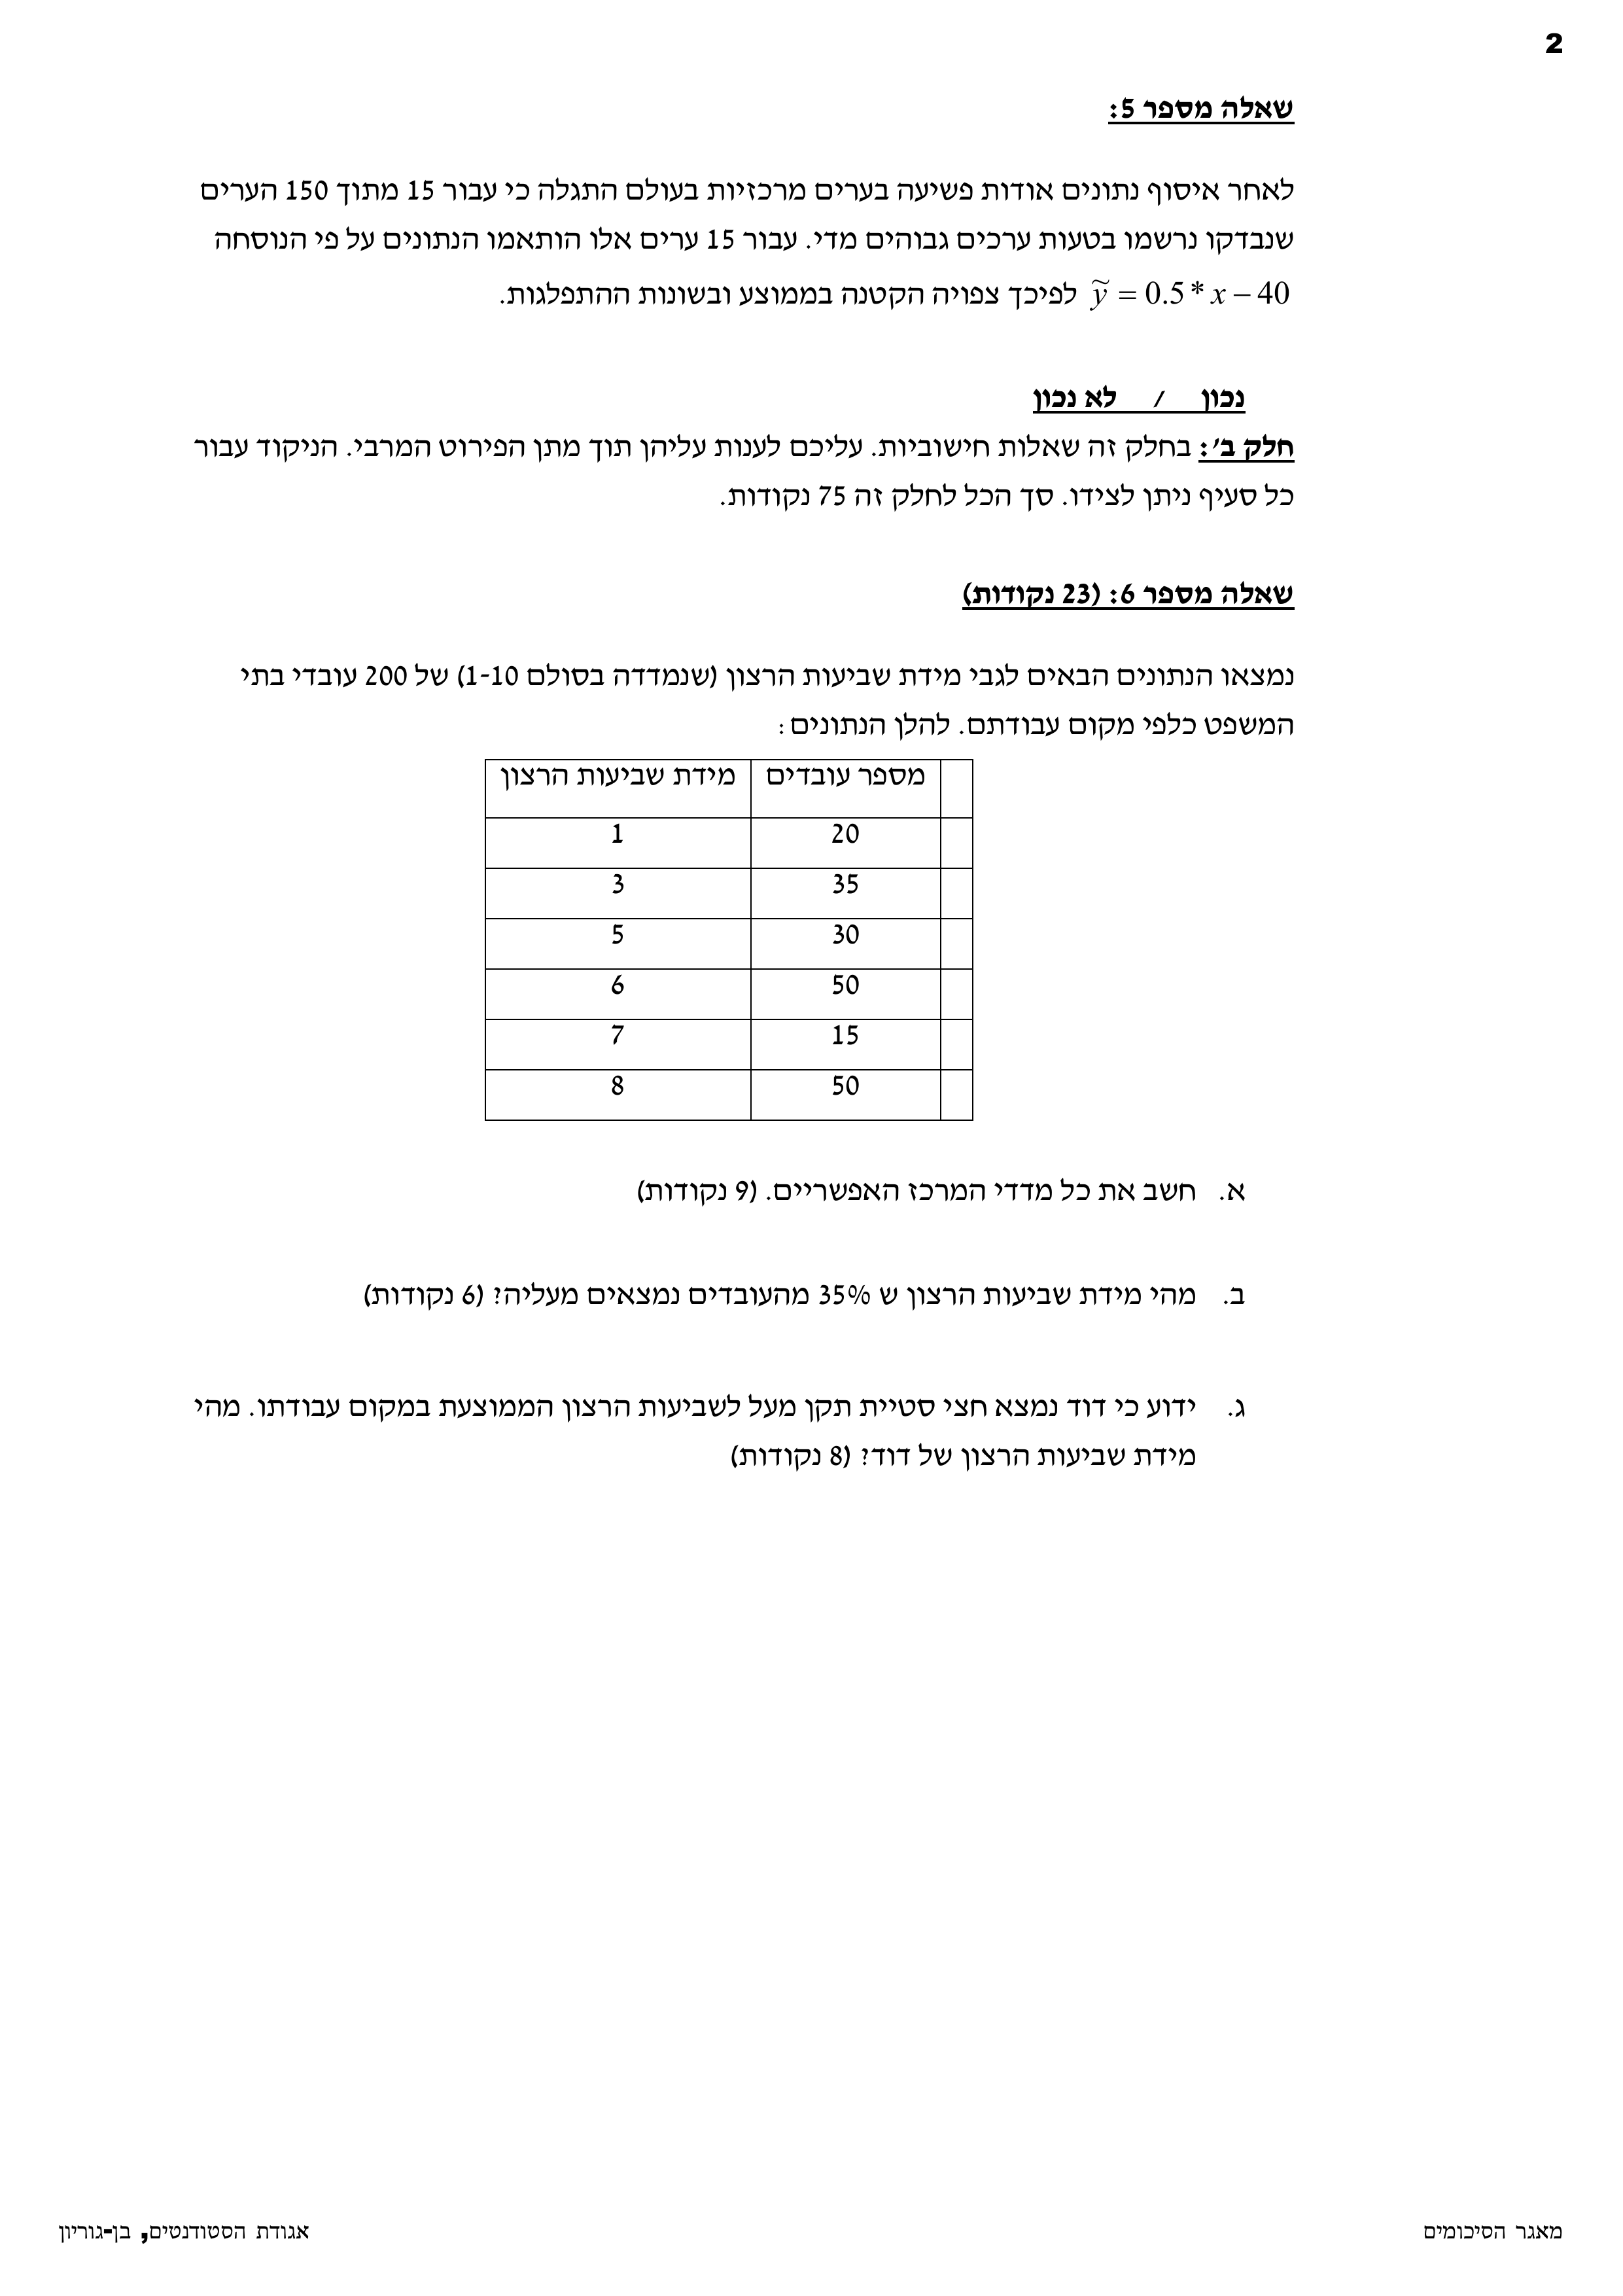 2
שאלה מספר 5:
לאחר איסוף נתונים אודות פשיעה בערים מרכזיות בעולם התגלה כי עבור 15 מתוך 150 הערים
שנבדקו נרשמו בטעות ערכים גבוהים מדי. עבור 15 ערים אלו הותאמו הנתונים על פי הנוסחה
ỹ = 0.5 * x − 40 לפיכך צפויה הקטנה בממוצע ובשונות ההתפלגות.
נכון / לא נכון
חלק ב': בחלק זה שאלות חישוביות. עליכם לענות עליהן תוך מתן הפירוט המרבי. הניקוד עבור
כל סעיף ניתן לצידו. סך הכל לחלק זה 75 נקודות.
שאלה מספר 6: (23 נקודות)
נמצאו הנתונים הבאים לגבי מידת שביעות הרצון (שנמדדה בסולם 1-10) של 200 עובדי בתי
המשפט כלפי מקום עבודתם. להלן הנתונים:
מספר עובדים מידת שביעות הרצון
20 1
35 3
30 5
50 6
15 7
50 8
א. חשב את כל מדדי המרכז האפשריים. (9 נקודות)
ב. מהי מידת שביעות הרצון ש 35% מהעובדים נמצאים מעליה? (6 נקודות)
ג. ידוע כי דוד נמצא חצי סטיית תקן מעל לשביעות הרצון הממוצעת במקום עבודתו. מהי
מידת שביעות הרצון של דוד? (8 נקודות)
מאגר הסיכומים אגודת הסטודנטים, בן-גוריון